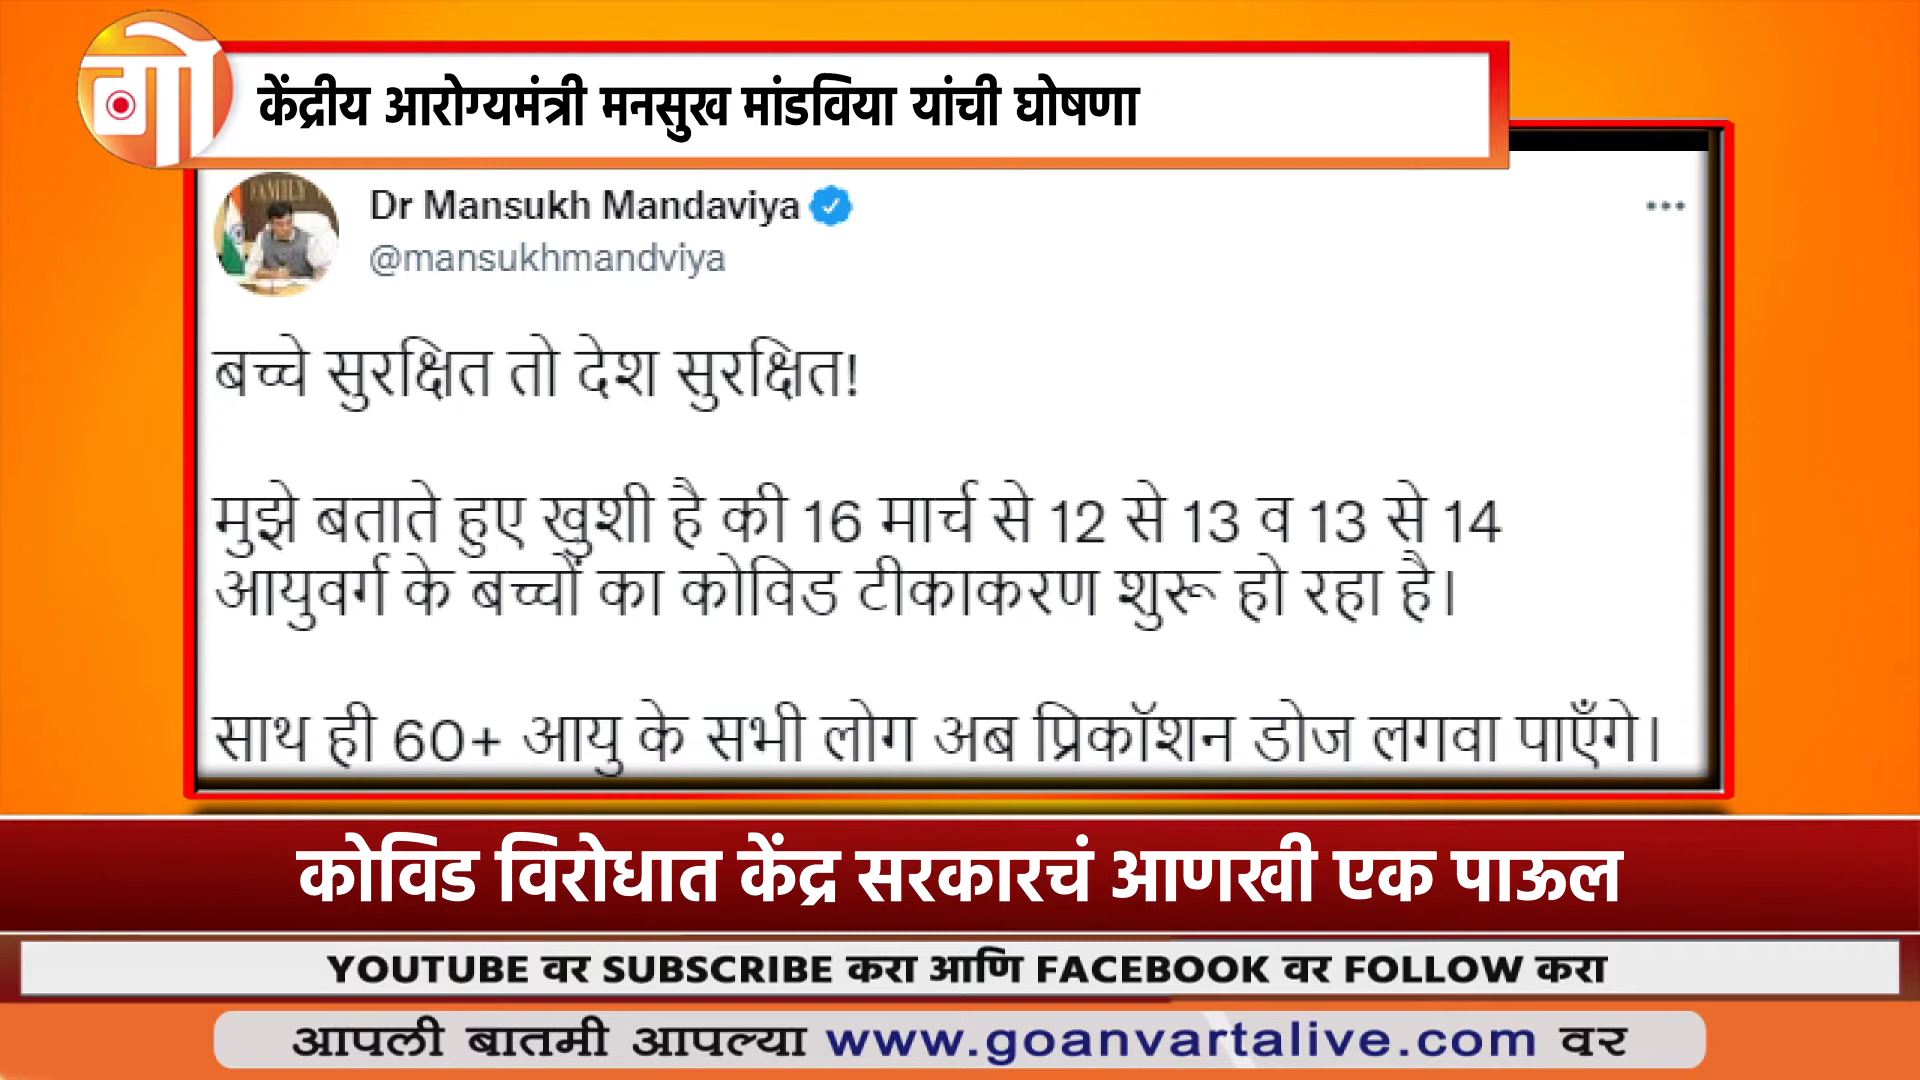 गो
केंद्रीय आरोग्यमंत्री मनसुख मांडविया यांची घोषणा
FAMILY
Dr Mansukh Mandaviya
@mansukhmandviya
बच्चे सुरक्षित तो देश सुरक्षित!
मुझे बताते हुए खुशी है की 16 मार्च से 12 से 13 व 13 से 14
आयुवर्ग के बच्चों का कोविड टीकाकरण शुरू हो रहा है।
साथ ही 60+ आयु के सभी लोग अब प्रिकॉशन डोज लगवा पाएँगे।
कोविड विरोधात केंद्र सरकारचं आणखी एक पाऊल
YOUTUBE वर SUBSCRIBE करा आणि FACEBOOK वर FOLLOW करा
आपली बातमी आपल्या www.goanvartalive.com वर